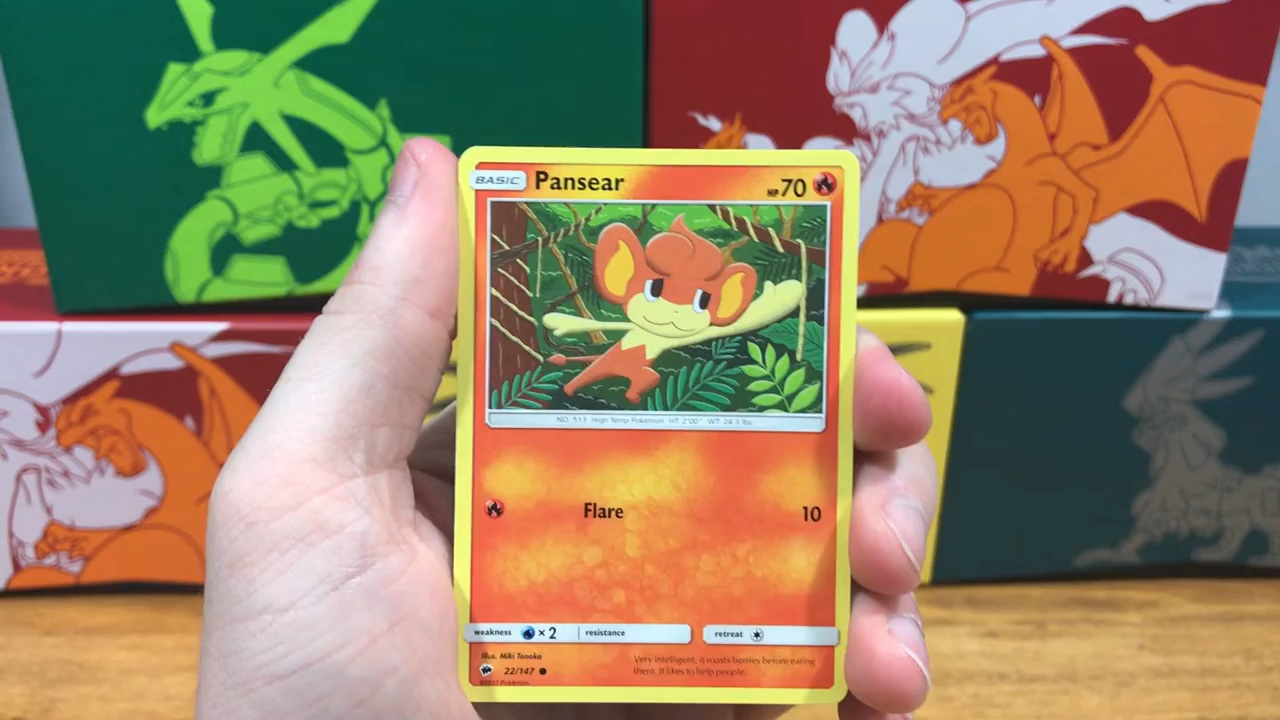 BASIC Pansear HP 70
NO. 513 High Temp Pokémon HT: 2'00" WT: 24.3 lbs.
Flare 10
weakness ×2 resistance retreat
Illus. Miki Tanaka
22/147
©2017 Pokémon
Very intelligent, it roasts berries before eating
them. It likes to help people.